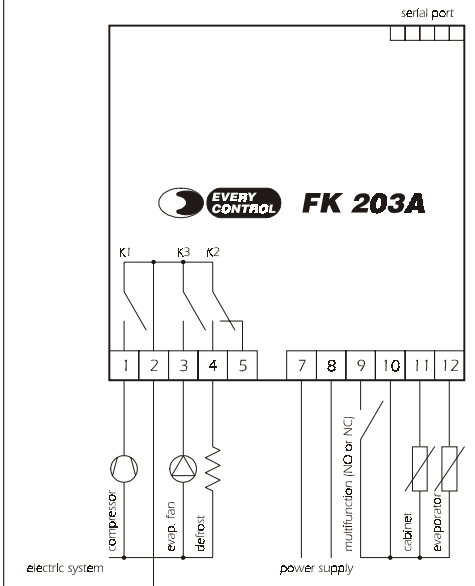 serial port
EVERY
CONTROL
FK 203A
K1 K3 K2
1 2 3 4 5 7 8 9 10 11 12
compressor
evap. fan
defrost
multifunction (NO or NC)
cabinet
evaporator
electric system
power supply